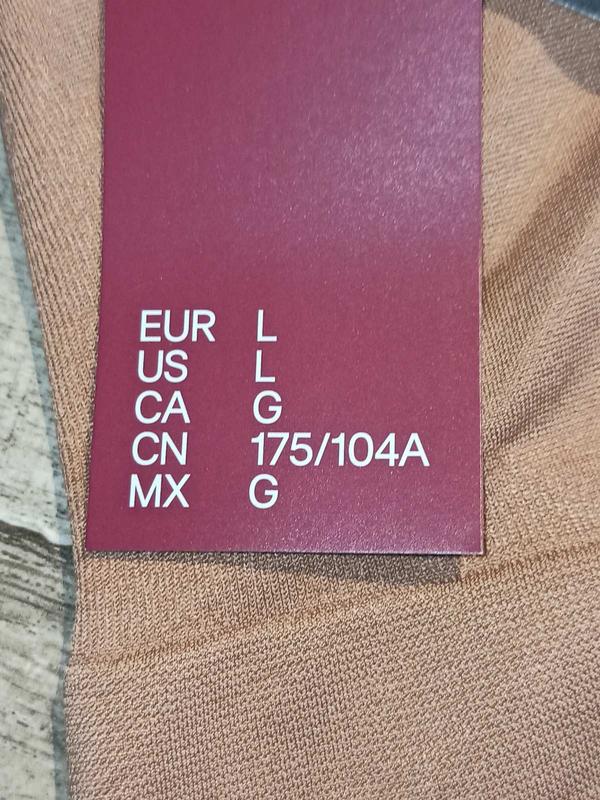 EUR L
US L
CA G
CN 175/104A
MX G